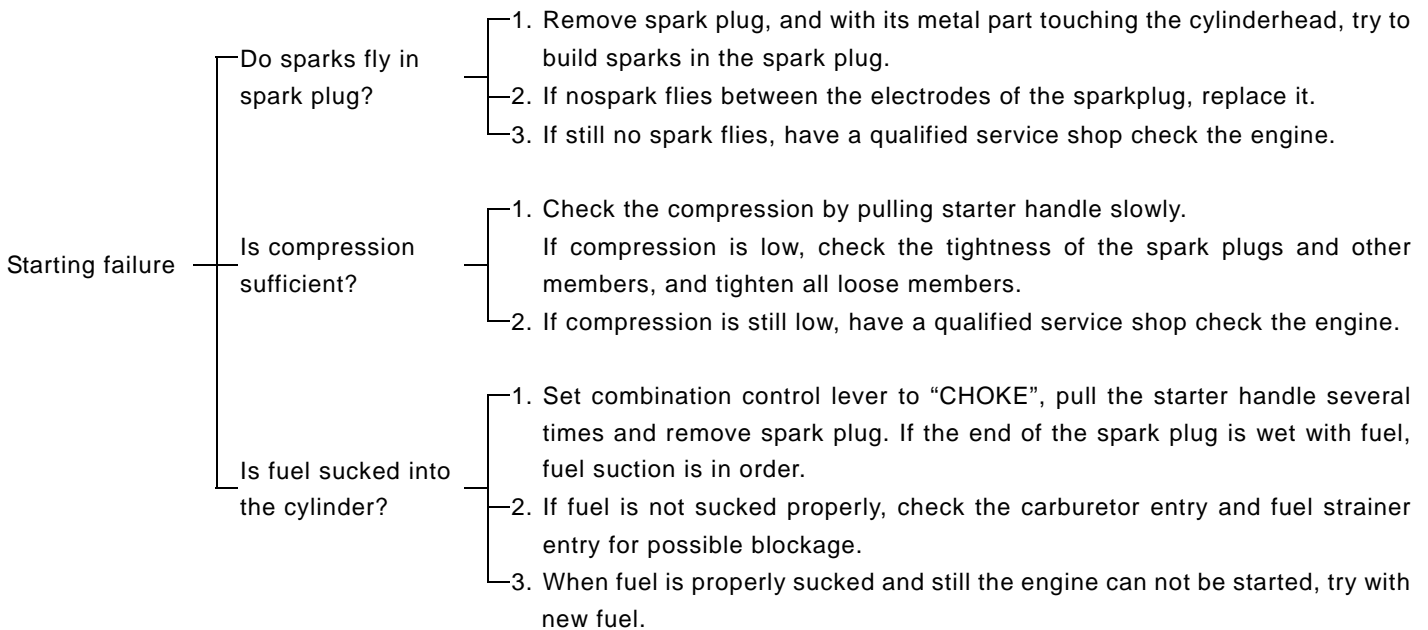 Starting failure
Do sparks fly in
spark plug?
1. Remove spark plug, and with its metal part touching the cylinderhead, try to
build sparks in the spark plug.
2. If nospark flies between the electrodes of the sparkplug, replace it.
3. If still no spark flies, have a qualified service shop check the engine.
Is compression
sufficient?
1. Check the compression by pulling starter handle slowly.
If compression is low, check the tightness of the spark plugs and other
members, and tighten all loose members.
2. If compression is still low, have a qualified service shop check the engine.
Is fuel sucked into
the cylinder?
1. Set combination control lever to “CHOKE”, pull the starter handle several
times and remove spark plug. If the end of the spark plug is wet with fuel,
fuel suction is in order.
2. If fuel is not sucked properly, check the carburetor entry and fuel strainer
entry for possible blockage.
3. When fuel is properly sucked and still the engine can not be started, try with
new fuel.